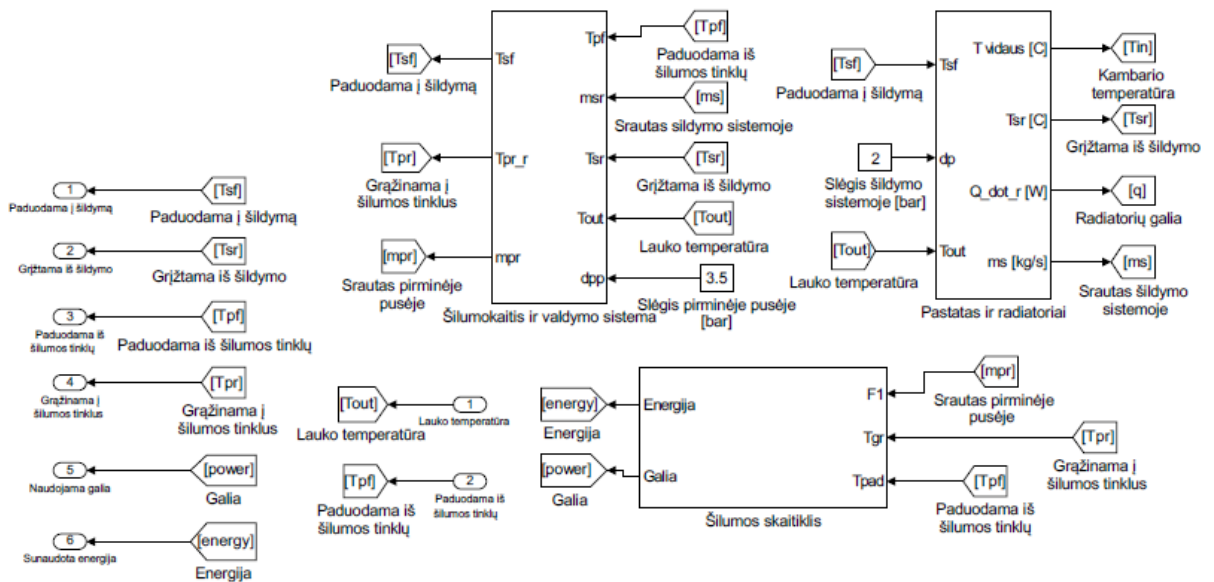 1
Paduodama į šildymą
[Tsf]
Paduodama į šildymą
2
Grįžtama iš šildymo
[Tsr]
Grįžtama iš šildymo
3
Paduodama iš
šilumos tinklų
[Tpf]
Paduodama iš šilumos tinklų
4
Grąžinama į
šilumos tinklus
[Tpr]
Grąžinama į
šilumos tinklus
5
Naudojama galia
[power]
Galia
6
Sunaudota energija
[energy]
Energija
[Tsf]
Paduodama į šildymą
[Tpr]
Grąžinama į
šilumos tinklus
[mpr]
Srautas pirminėje
pusėje
Tsf
Tpr_r
mpr
Tpf
msr
Tsr
Tout
dpp
Šilumokaitis ir valdymo sistema
[Tpf]
Paduodama iš
šilumos tinklų
[ms]
Srautas sildymo sistemoje
[Tsr]
Grįžtama iš šildymo
[Tout]
Lauko temperatūra
3.5
Slėgis pirminėje pusėje
[bar]
[Tsf]
Paduodama į šildymą
2
Slėgis šildymo
sistemoje [bar]
[Tout]
Lauko temperatūra
Tsf
dp
Tout
T vidaus [C]
Tsr [C]
Q_dot_r [W]
ms [kg/s]
Pastatas ir radiatoriai
[Tin]
Kambario
temperatūra
[Tsr]
Grįžtama iš šildymo
[q]
Radiatorių galia
[ms]
Srautas šildymo
sistemoje
[Tout]
Lauko temperatūra
1
Lauko temperatūra
[Tpf]
Paduodama iš
šilumos tinklų
2
Paduodama iš
šilumos tinklų
[energy]
Energija
[power]
Galia
Energija
Galia
F1
Tgr
Tpad
Šilumos skaitiklis
[mpr]
Srautas pirminėje
pusėje
[Tpr]
Grąžinama į
šilumos tinklus
[Tpf]
Paduodama iš
šilumos tinklų